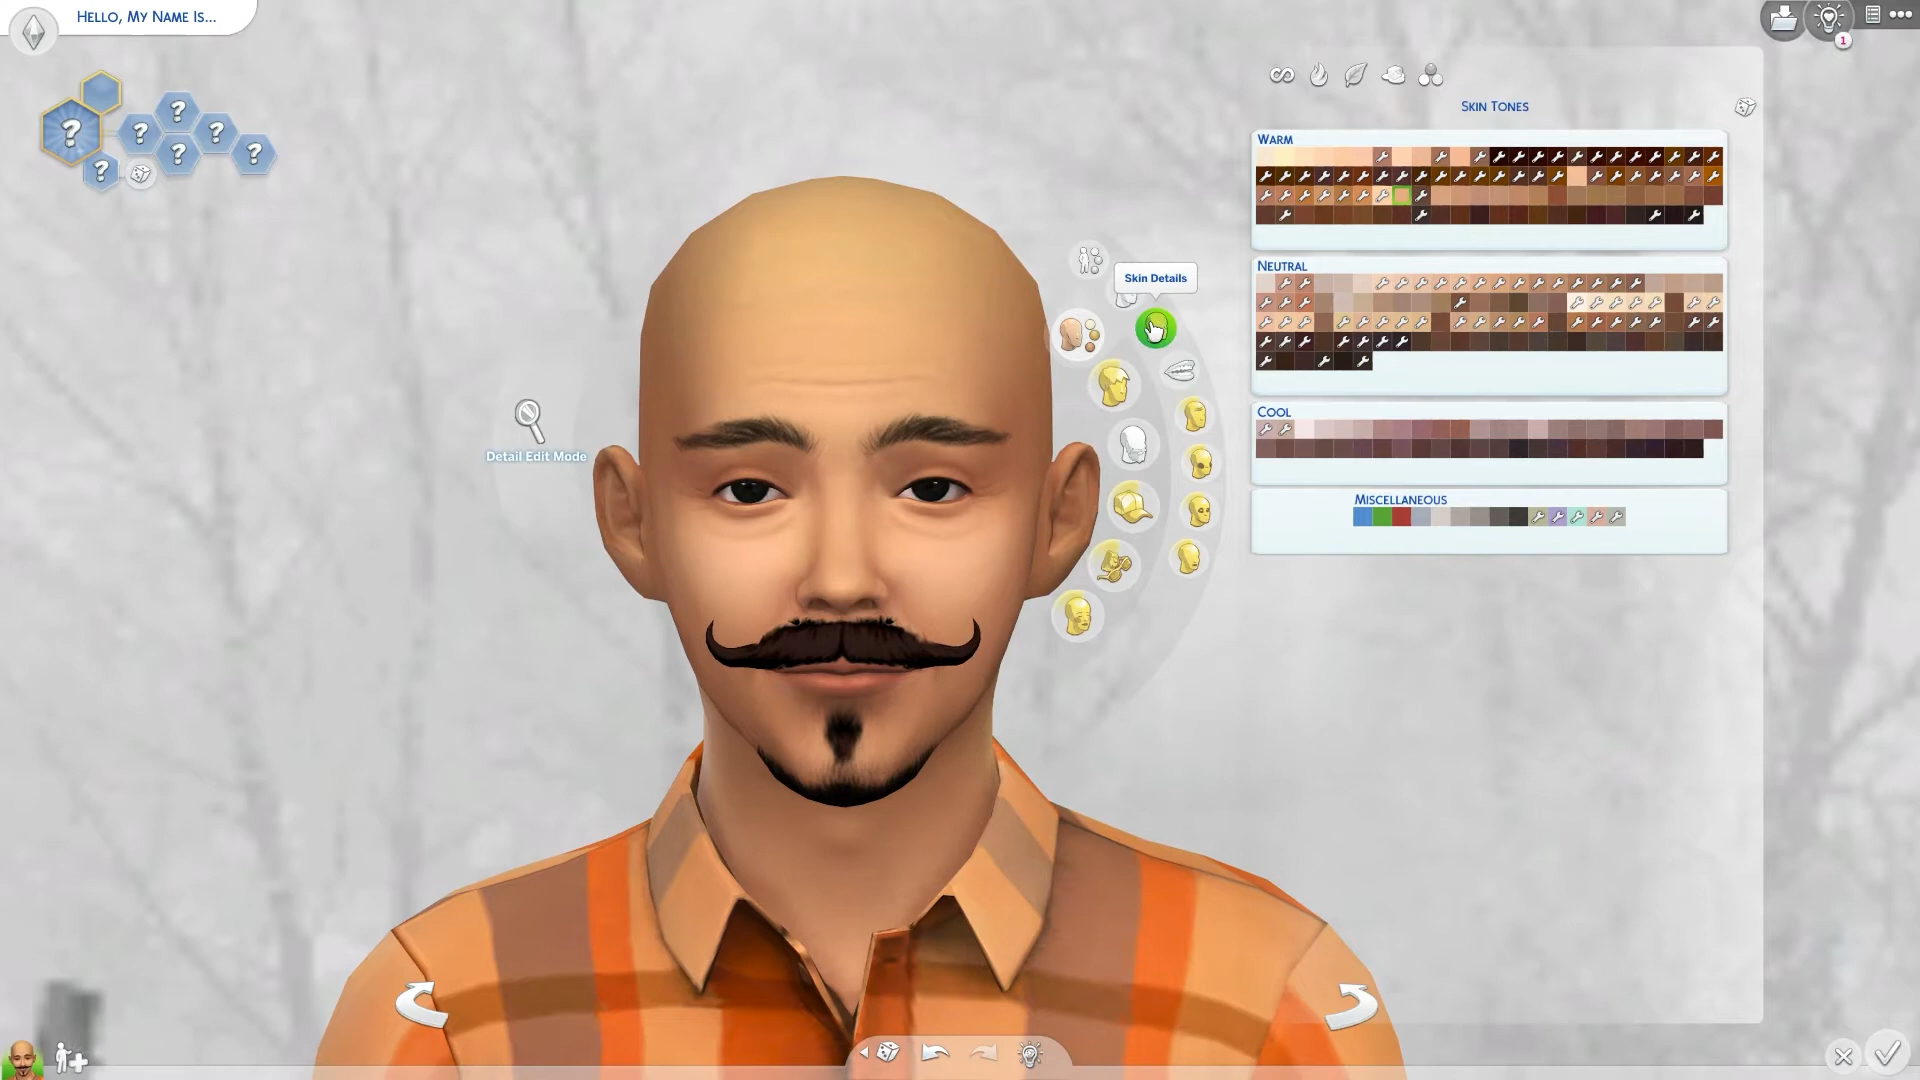 Hello, My Name Is...
1
Skin Tones
Warm
Skin Details
Neutral
Cool
Detail Edit Mode
Miscellaneous